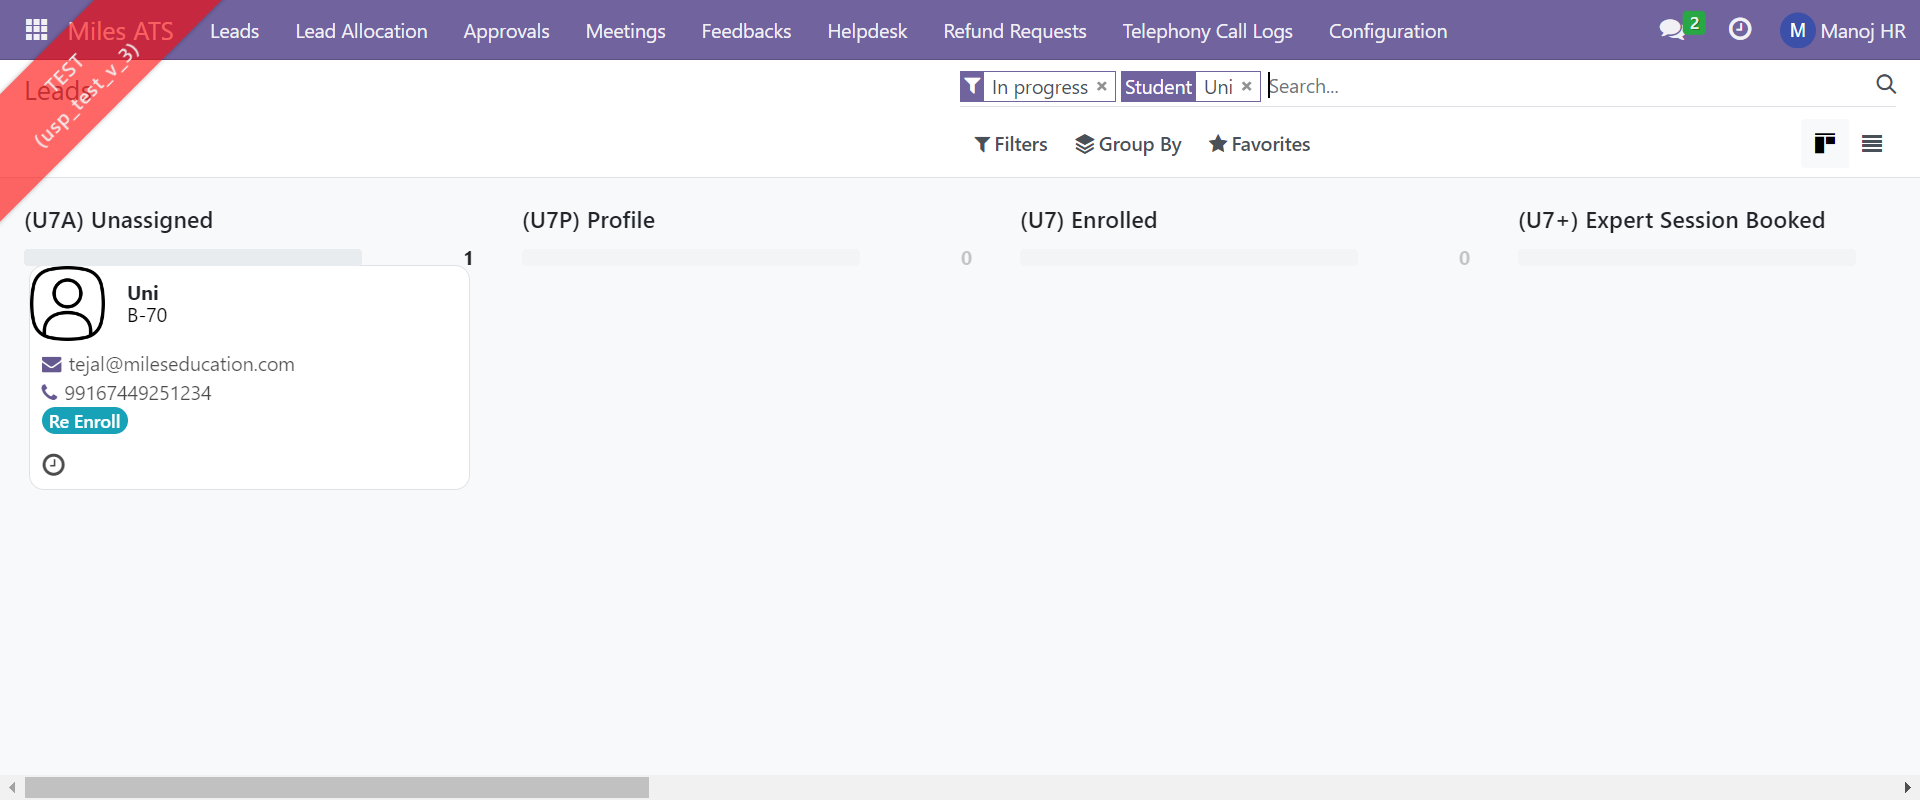 Miles ATS Leads Lead Allocation Approvals Meetings Feedbacks Helpdesk Refund Requests Telephony Call Logs Configuration 2 M Manoj HR
TEST
(usp_test_v_3)
Leads
In progress × Student Uni × Search...
Filters Group By Favorites
(U7A) Unassigned (U7P) Profile (U7) Enrolled (U7+) Expert Session Booked
1 0 0
Uni
B-70
tejal@mileseducation.com
99167449251234
Re Enroll